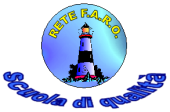 RETE F.A.R.O.
Scuola di qualità